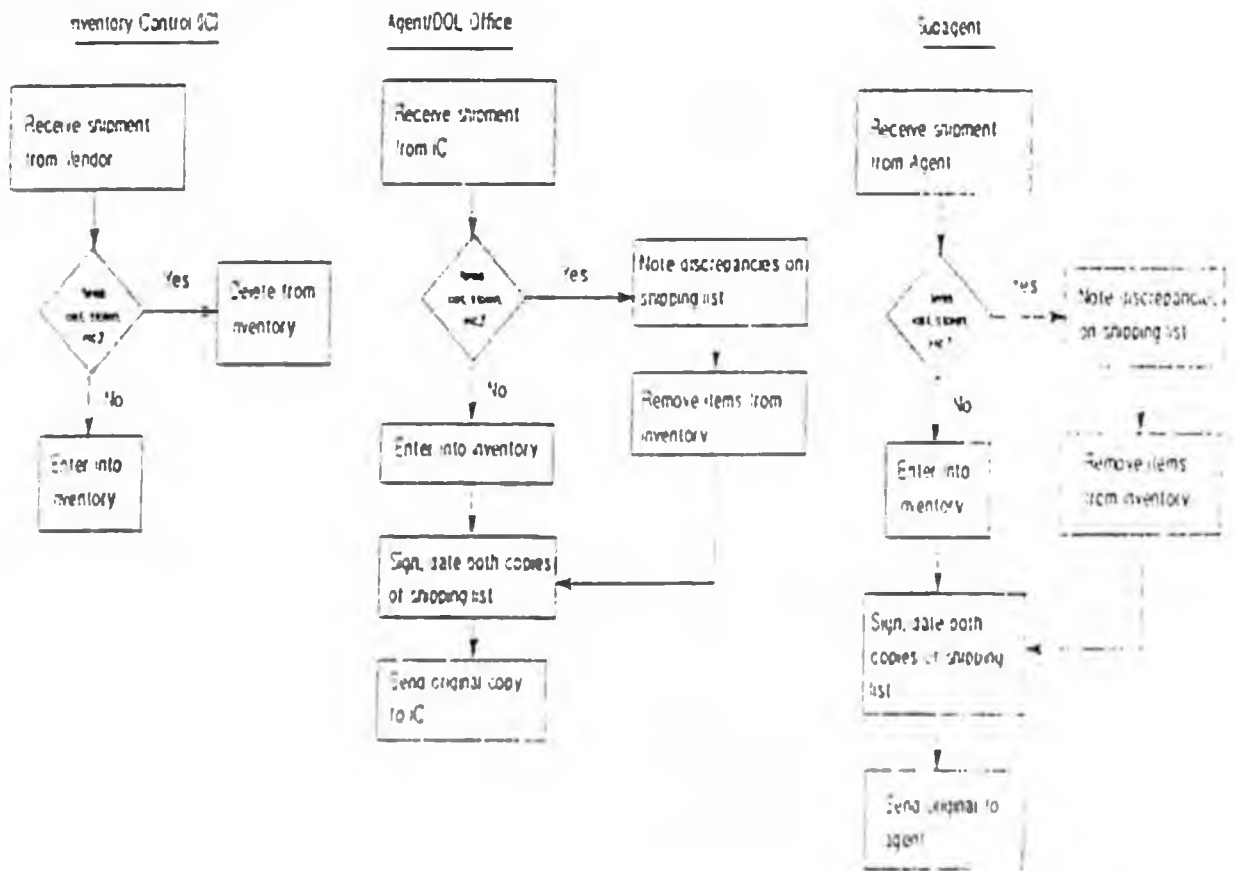 Inventory Control (IC)
Receive shipment
from Vendor
Yes
Delete from
inventory
No
Enter into
inventory
Agent/DOL Office
Receive shipment
from IC
Yes
Note discrepancies on
shipping list
No
Remove items from
inventory
Enter into inventory
Sign, date both copies
of shipping list
Send original copy
to IC
Subagent
Receive shipment
from Agent
Yes
Note discrepancies
on shipping list
No
Remove items
from inventory
Enter into
inventory
Sign, date both
copies of shipping
list
Send original to
agent